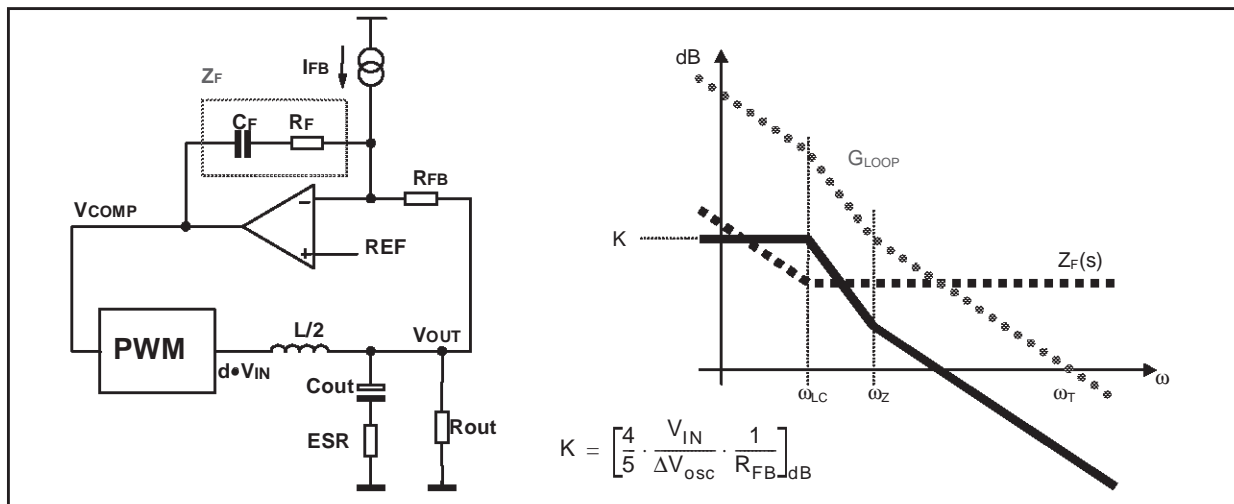 IFB
ZF
CF
RF
RFB
VCOMP
REF
−
+
PWM
d•VIN
L/2
VOUT
Cout
ESR
Rout
dB
GLOOP
K
ZF(s)
ωLC
ωZ
ωT
ω
K = [4/5 · VIN/ΔVosc · 1/RFB]dB